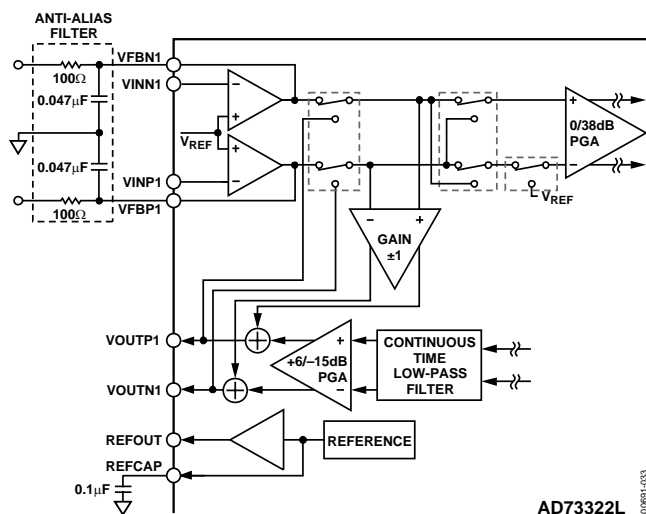 ANTI-ALIAS
FILTER
VFBN1
100Ω
VINN1
0.047µF
VREF
0/38dB
PGA
0.047µF
VINP1
100Ω
VFBP1
VREF
GAIN
±1
VOUTP1
+6/–15dB
PGA
CONTINUOUS
TIME
LOW-PASS
FILTER
VOUTN1
REFOUT
REFERENCE
REFCAP
0.1µF
AD73322L
00691-033